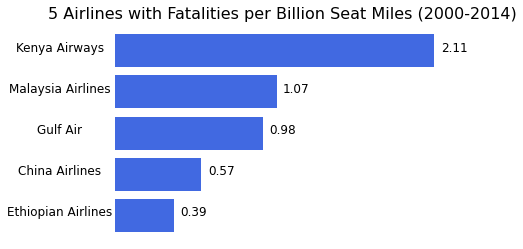 5 Airlines with Fatalities per Billion Seat Miles (2000-2014)
Kenya Airways 2.11
Malaysia Airlines 1.07
Gulf Air 0.98
China Airlines 0.57
Ethiopian Airlines 0.39